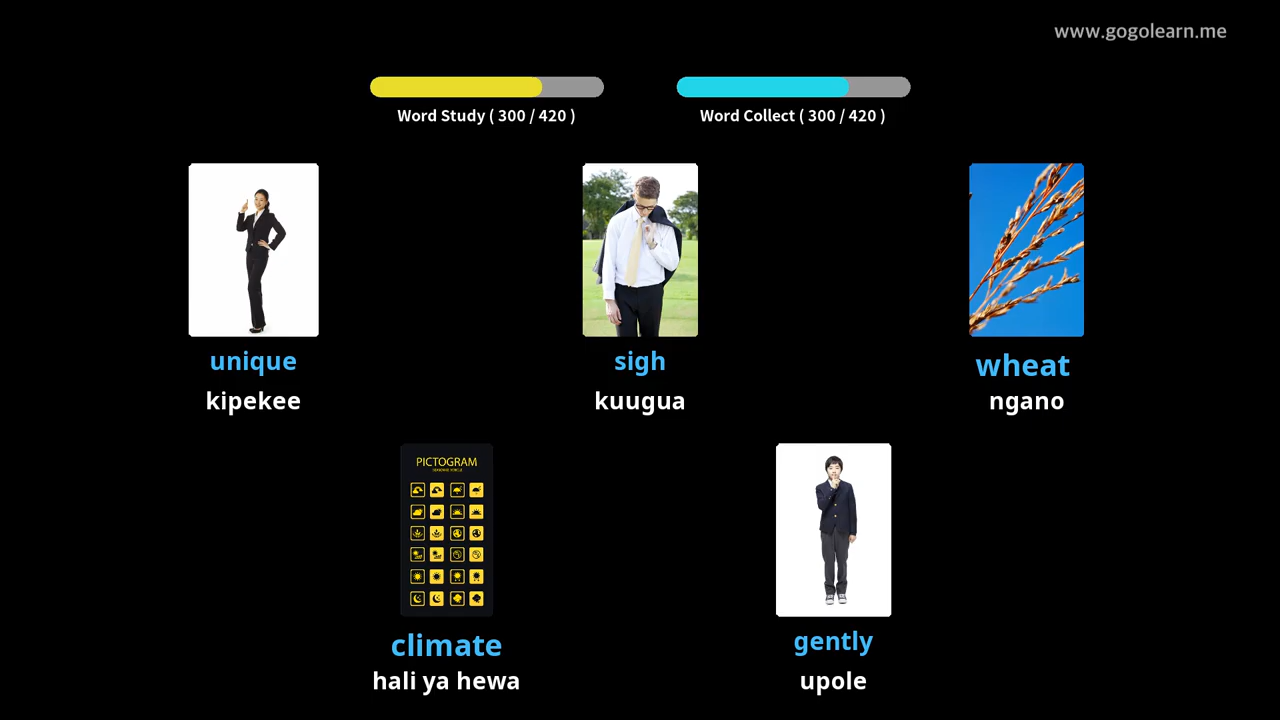 www.gogolearn.me
Word Study ( 300 / 420 )
Word Collect ( 300 / 420 )
unique
kipekee
sigh
kuugua
wheat
ngano
PICTOGRAM
climate
hali ya hewa
gently
upole